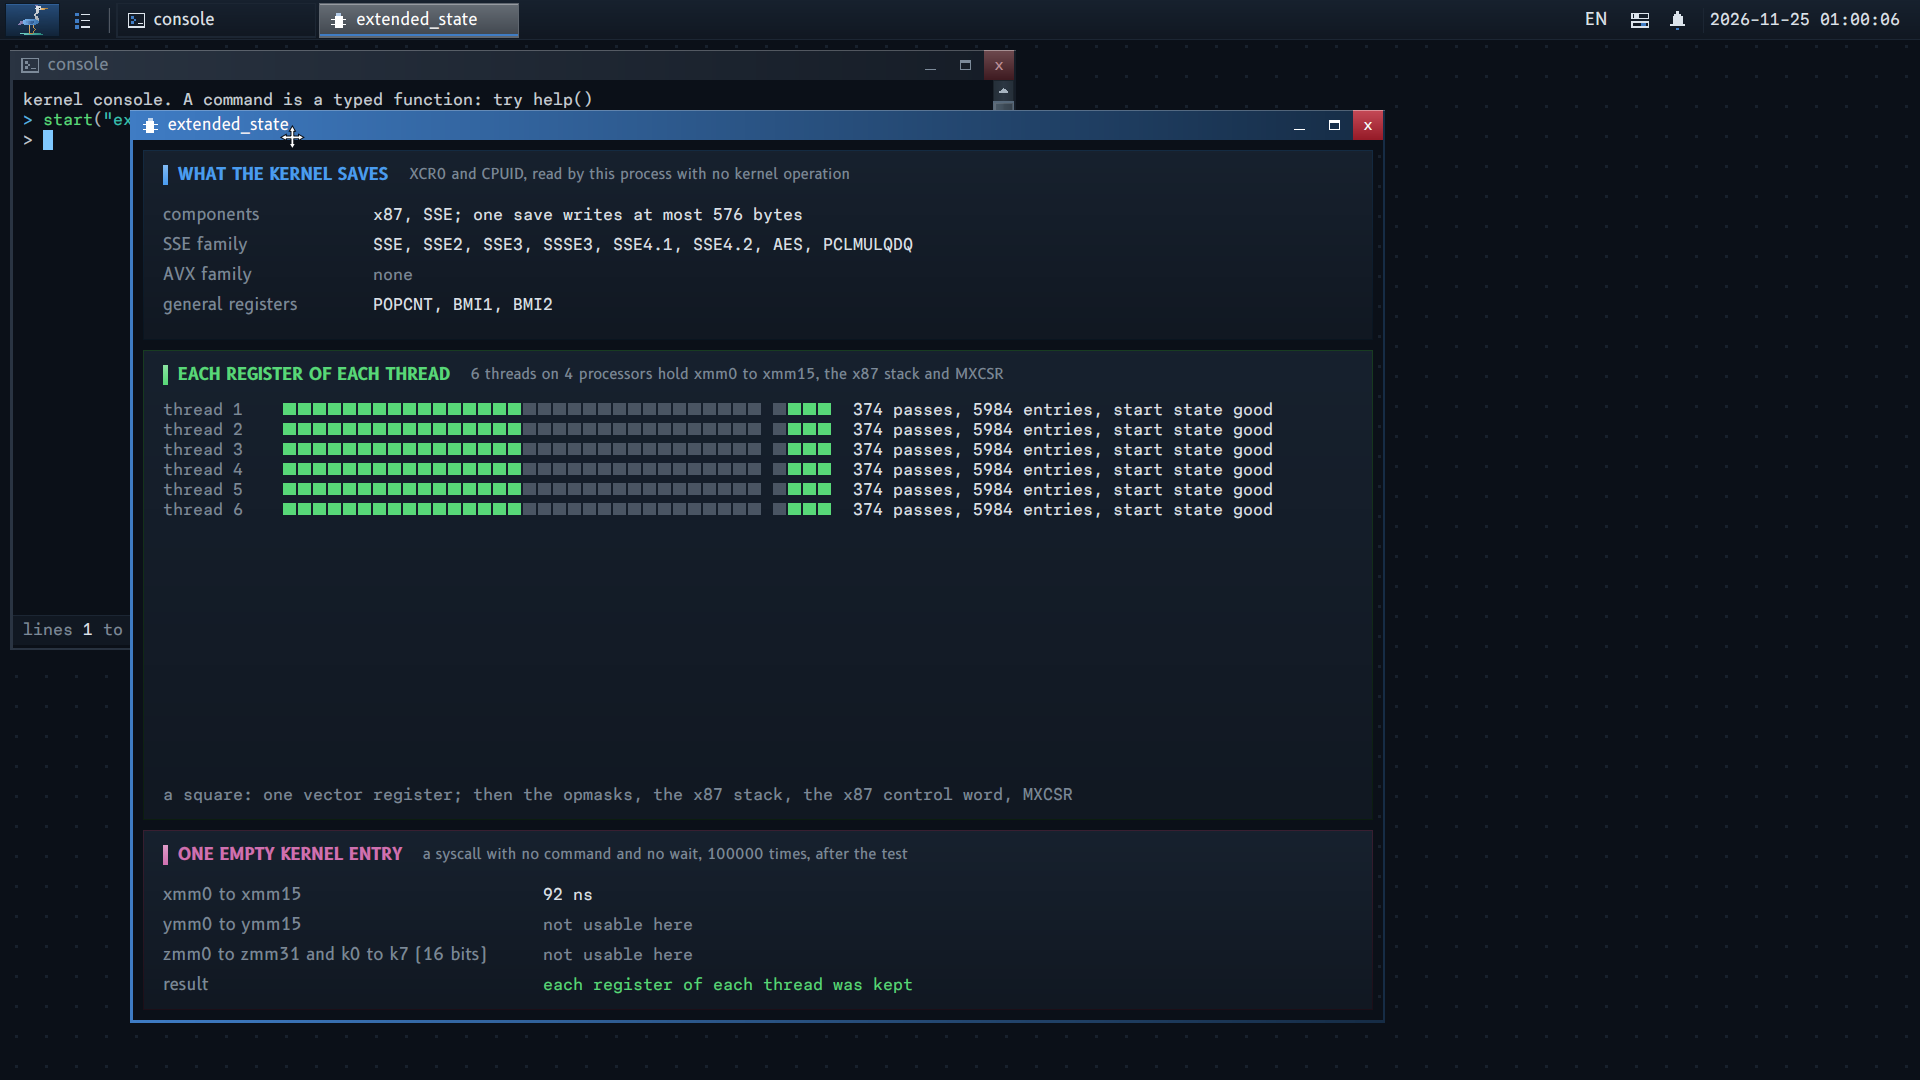 console
extended_state
EN
2026-11-25 01:00:06
console
x
kernel console. A command is a typed function: try help()
> start("ex
>
lines 1 to
extended_state
x
WHAT THE KERNEL SAVES XCR0 and CPUID, read by this process with no kernel operation
components x87, SSE; one save writes at most 576 bytes
SSE family SSE, SSE2, SSE3, SSSE3, SSE4.1, SSE4.2, AES, PCLMULQDQ
AVX family none
general registers POPCNT, BMI1, BMI2
EACH REGISTER OF EACH THREAD 6 threads on 4 processors hold xmm0 to xmm15, the x87 stack and MXCSR
thread 1 374 passes, 5984 entries, start state good
thread 2 374 passes, 5984 entries, start state good
thread 3 374 passes, 5984 entries, start state good
thread 4 374 passes, 5984 entries, start state good
thread 5 374 passes, 5984 entries, start state good
thread 6 374 passes, 5984 entries, start state good
a square: one vector register; then the opmasks, the x87 stack, the x87 control word, MXCSR
ONE EMPTY KERNEL ENTRY a syscall with no command and no wait, 100000 times, after the test
xmm0 to xmm15 92 ns
ymm0 to ymm15 not usable here
zmm0 to zmm31 and k0 to k7 (16 bits) not usable here
result each register of each thread was kept